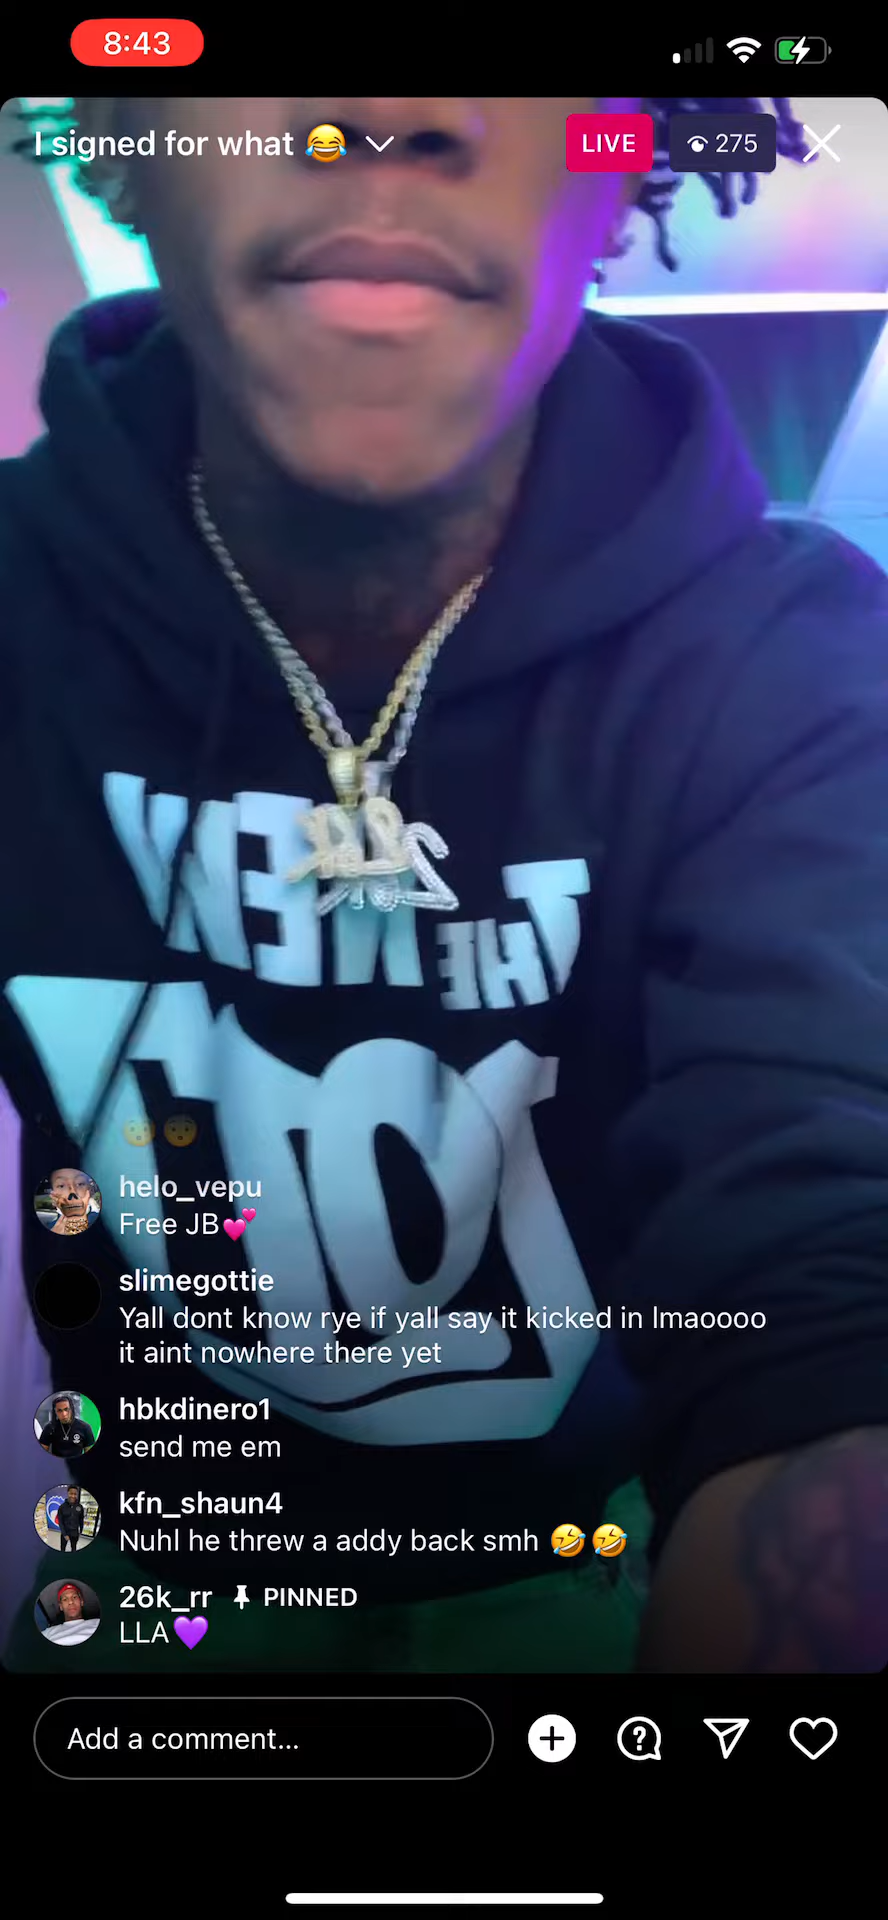 8:43
I signed for what 😂
LIVE
275
THE NEW
helo_vepu
Free JB💕
slimegottie
Yall dont know rye if yall say it kicked in lmaoooo
it aint nowhere there yet
hbkdinero1
send me em
kfn_shaun4
Nuhl he threw a addy back smh 🤣🤣
26k_rr PINNED
LLA💜
Add a comment...